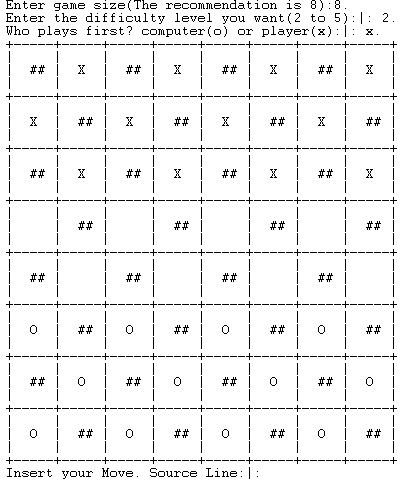 Enter game size(The recommendation is 8):8.
Enter the difficulty level you want(2 to 5):|: 2.
Who plays first? computer(o) or player(x):|: x.
## X ## X ## X ## X
X ## X ## X ## X ##
## X ## X ## X ## X
## ## ## ##
## ## ## ##
O ## O ## O ## O ##
## O ## O ## O ## O
O ## O ## O ## O ##
Insert your Move. Source Line:|: